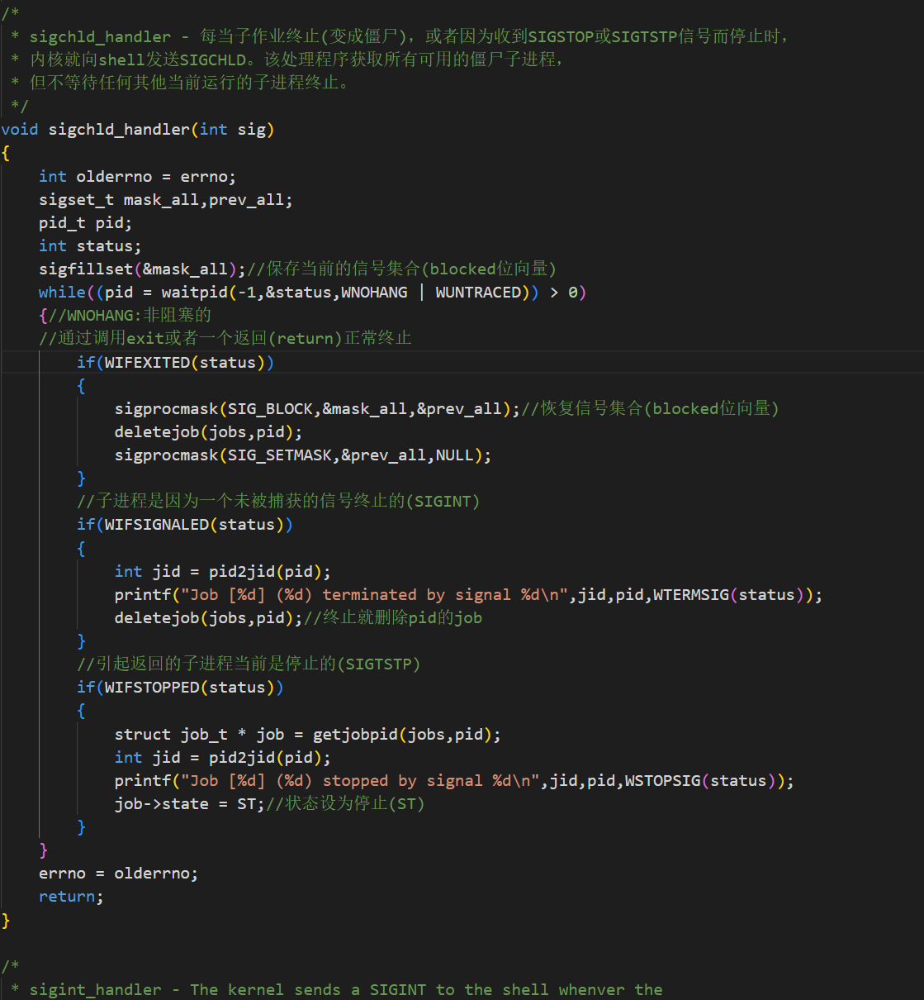 /*
 * sigchld_handler - 每当子作业终止(变成僵尸)，或者因为收到SIGSTOP或SIGTSTP信号而停止时，
 * 内核就向shell发送SIGCHLD。该处理程序获取所有可用的僵尸子进程，
 * 但不等待任何其他当前运行的子进程终止。
 */
void sigchld_handler(int sig)
{
    int olderrno = errno;
    sigset_t mask_all,prev_all;
    pid_t pid;
    int status;
    sigfillset(&mask_all);//保存当前的信号集合(blocked位向量)
    while((pid = waitpid(-1,&status,WNOHANG | WUNTRACED)) > 0)
    {//WNOHANG:非阻塞的
    //通过调用exit或者一个返回(return)正常终止
        if(WIFEXITED(status))
        {
            sigprocmask(SIG_BLOCK,&mask_all,&prev_all);//恢复信号集合(blocked位向量)
            deletejob(jobs,pid);
            sigprocmask(SIG_SETMASK,&prev_all,NULL);
        }
        //子进程是因为一个未被捕获的信号终止的(SIGINT)
        if(WIFSIGNALED(status))
        {
            int jid = pid2jid(pid);
            printf("Job [%d] (%d) terminated by signal %d\n",jid,pid,WTERMSIG(status));
            deletejob(jobs,pid);//终止就删除pid的job
        }
        //引起返回的子进程当前是停止的(SIGTSTP)
        if(WIFSTOPPED(status))
        {
            struct job_t * job = getjobpid(jobs,pid);
            int jid = pid2jid(pid);
            printf("Job [%d] (%d) stopped by signal %d\n",jid,pid,WSTOPSIG(status));
            job->state = ST;//状态设为停止(ST)
        }
    }
    errno = olderrno;
    return;
}
/*
 * sigint_handler - The kernel sends a SIGINT to the shell whenver the